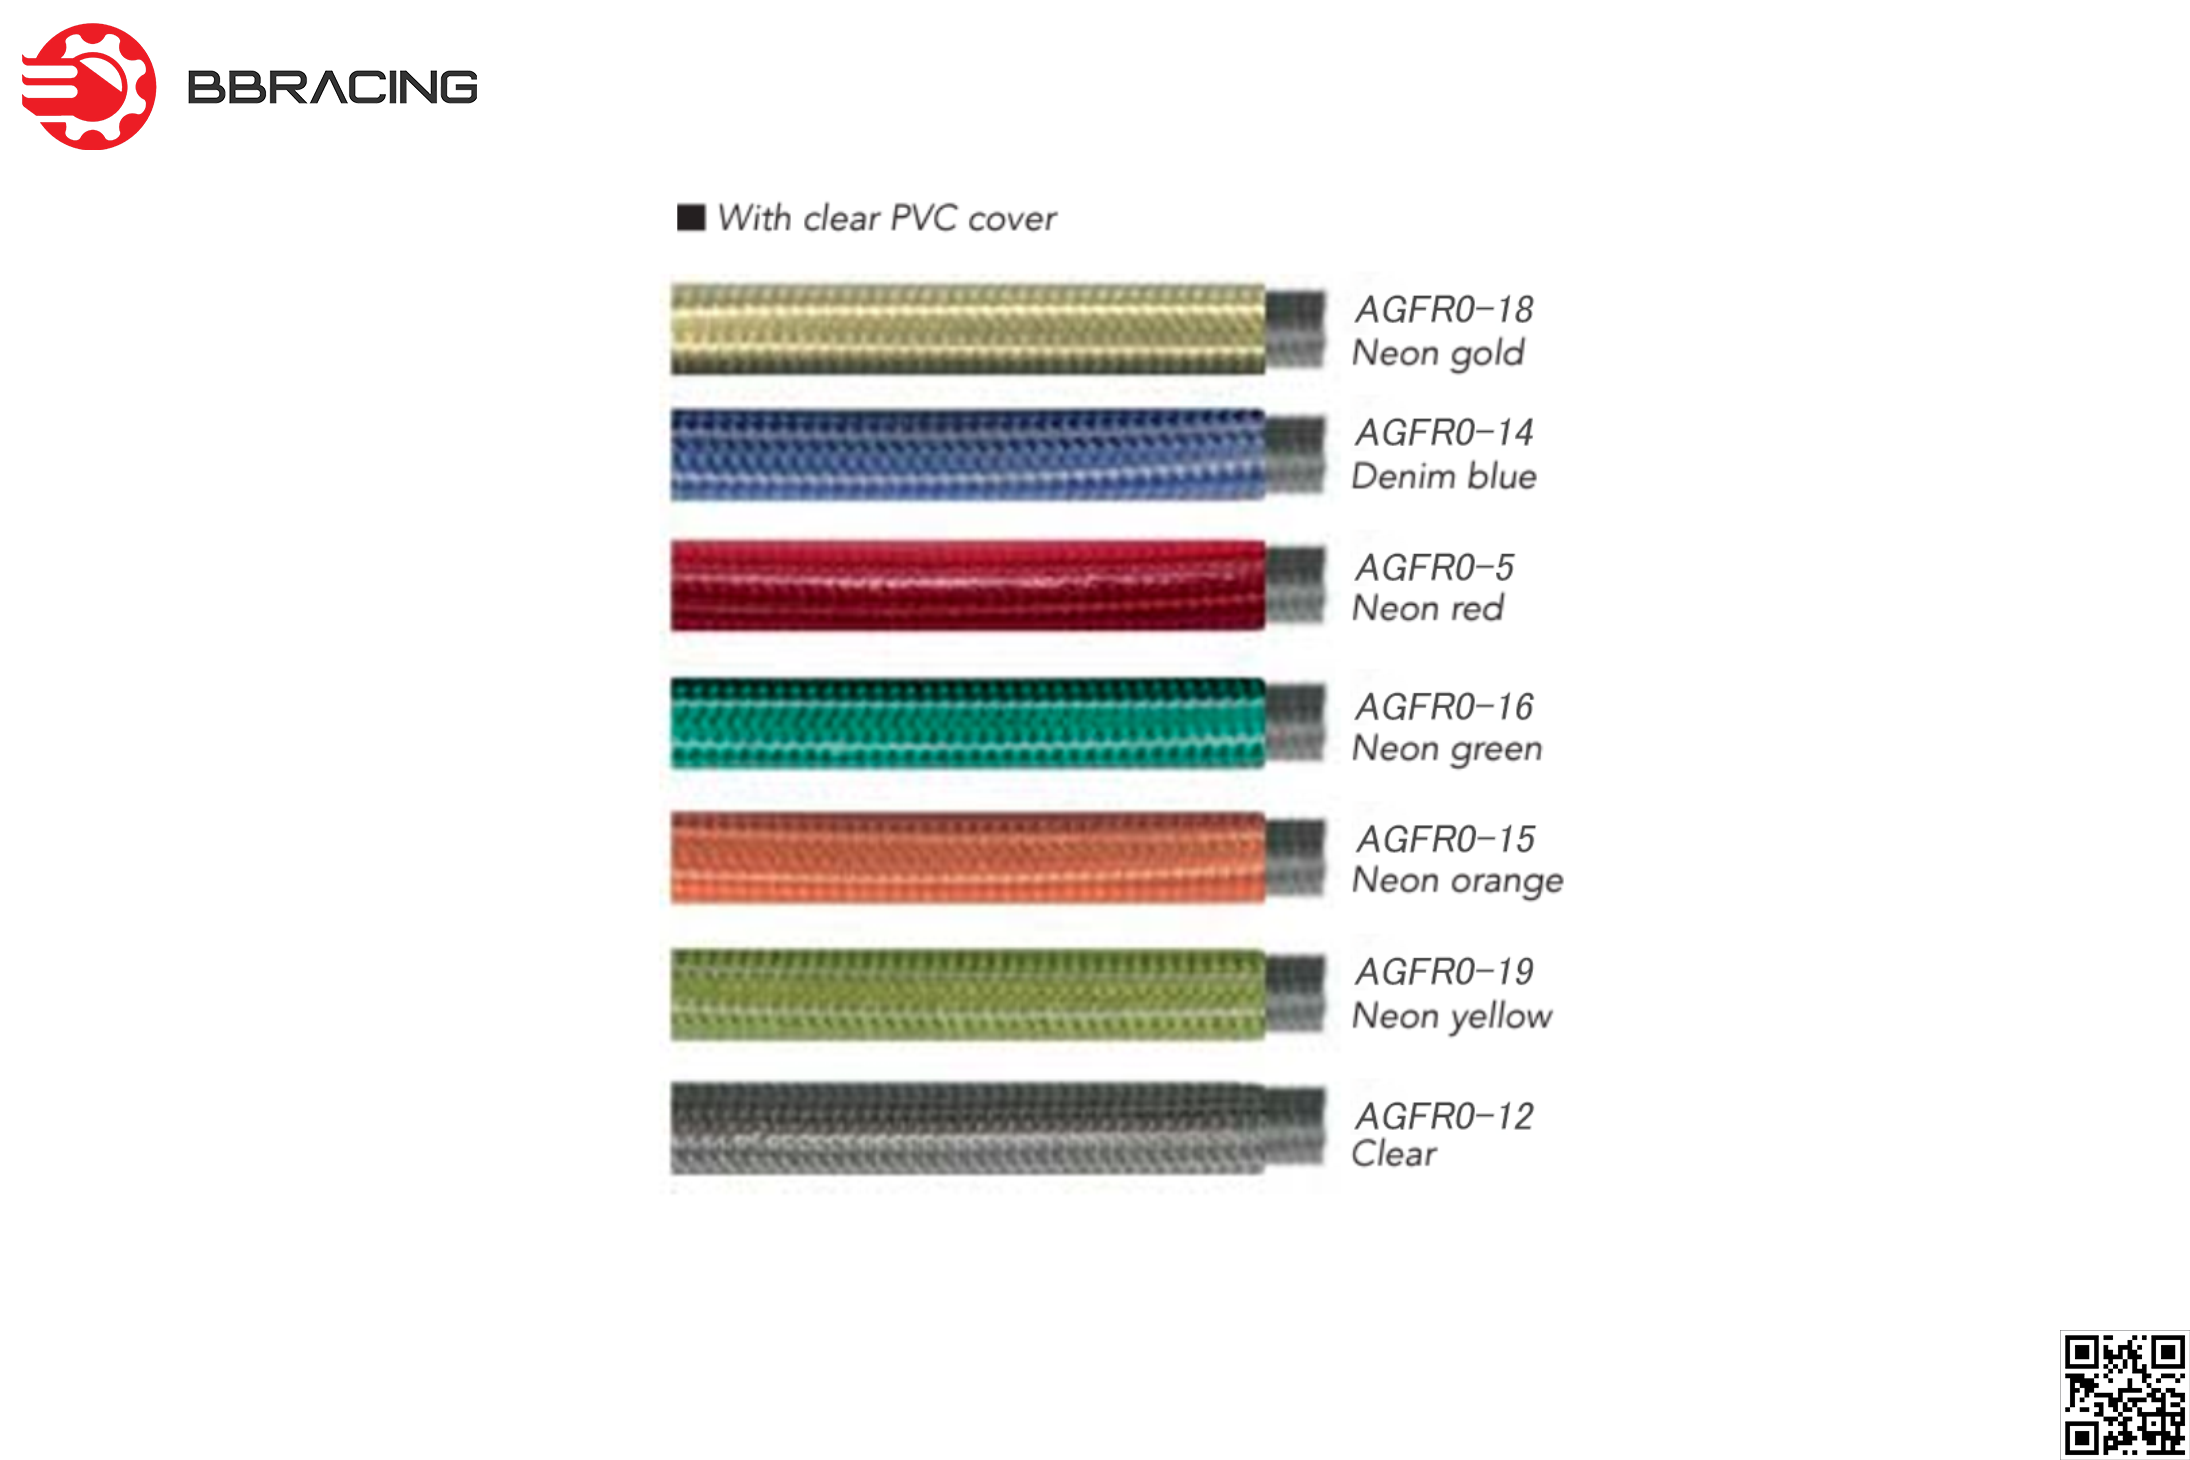 BBRACING
With clear PVC cover
AGFR0-18
Neon gold
AGFR0-14
Denim blue
AGFR0-5
Neon red
AGFR0-16
Neon green
AGFR0-15
Neon orange
AGFR0-19
Neon yellow
AGFR0-12
Clear